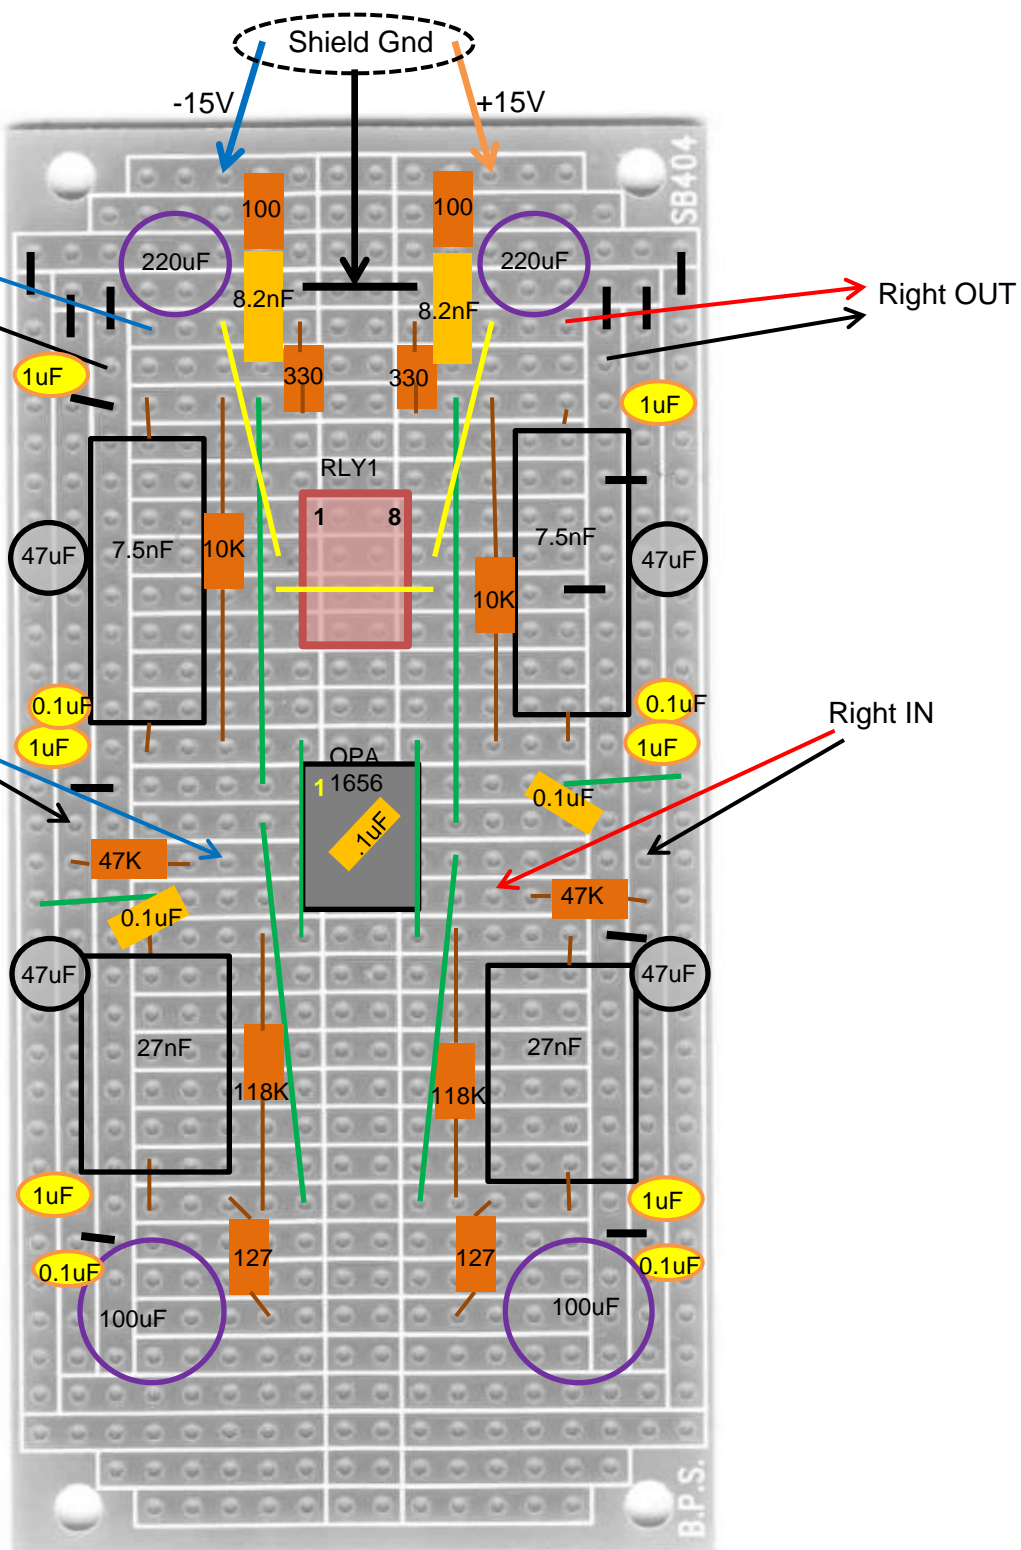 Shield Gnd
-15V
+15V
SB404
100
100
220uF
220uF
8.2nF
8.2nF
Right OUT
330
330
1uF
1uF
RLY1
1
8
47uF
7.5nF
10K
7.5nF
47uF
10K
0.1uF
0.1uF
Right IN
1uF
1uF
OPA
1 1656
0.1uF
.1uF
47K
47K
0.1uF
47uF
47uF
27nF
27nF
118K
118K
1uF
1uF
127
127
0.1uF
0.1uF
100uF
100uF
B.P.S.